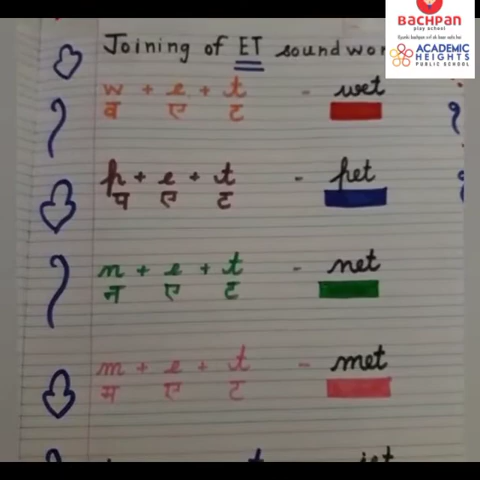 BACHPAN
play school
ACADEMIC
HEIGHTS
PUBLIC SCHOOL
Joining of ET sound wor
w + e + t - wet
व ए ट
p + e + t - pet
प ए ट
n + e + t - net
न ए ट
m + e + t - met
म ए ट